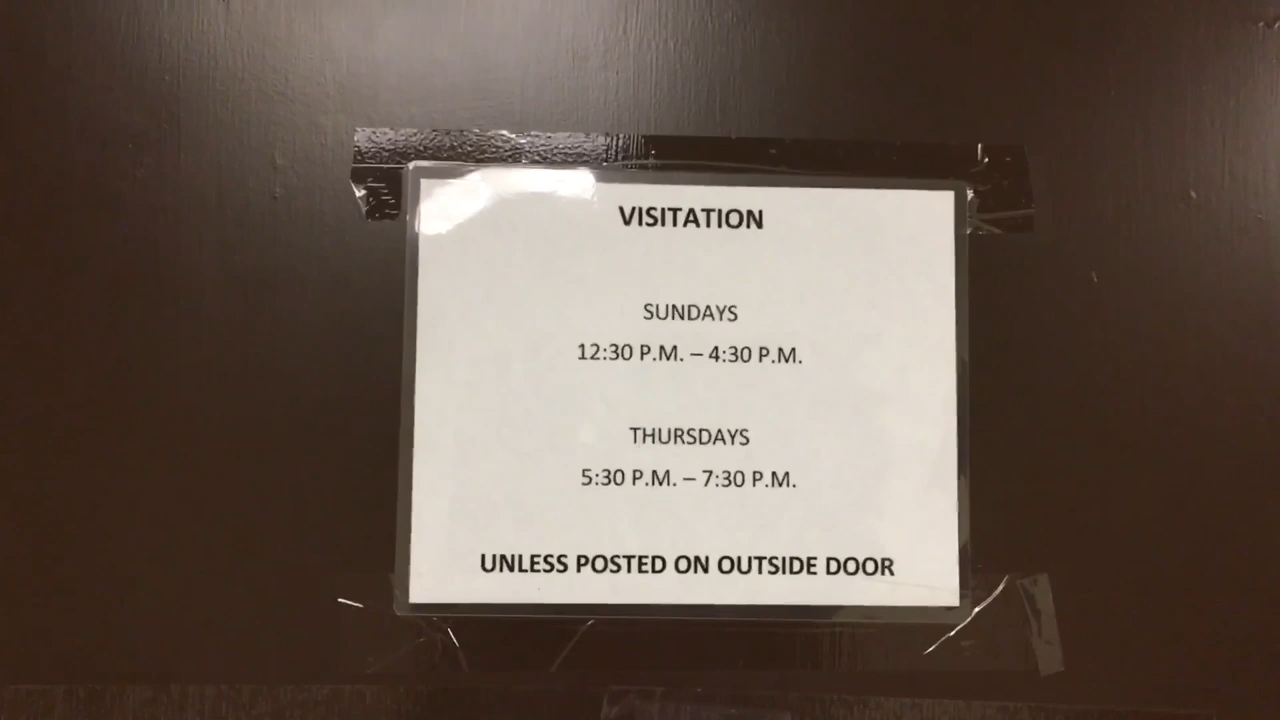 VISITATION
SUNDAYS
12:30 P.M. – 4:30 P.M.
THURSDAYS
5:30 P.M. – 7:30 P.M.
UNLESS POSTED ON OUTSIDE DOOR